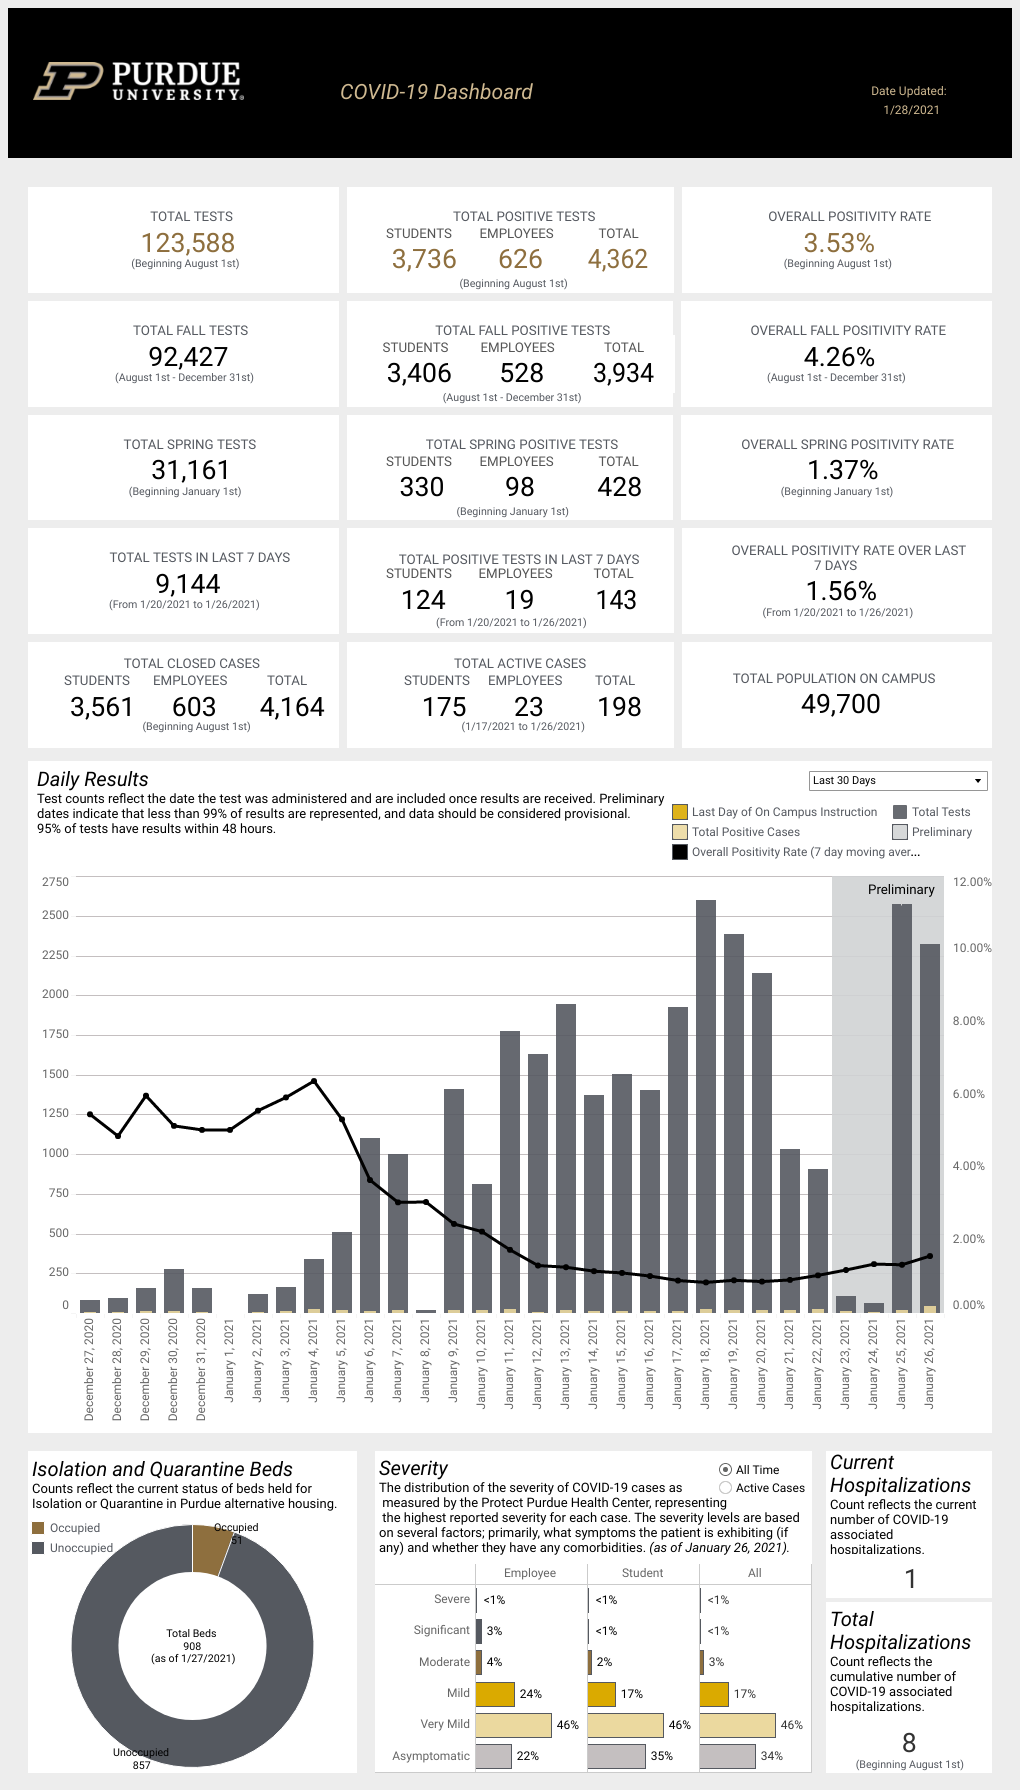 PURDUE
UNIVERSITY®
COVID-19 Dashboard
Date Updated:
1/28/2021
TOTAL TESTS
123,588
(Beginning August 1st)
TOTAL POSITIVE TESTS
STUDENTS EMPLOYEES TOTAL
3,736 626 4,362
(Beginning August 1st)
OVERALL POSITIVITY RATE
3.53%
(Beginning August 1st)
TOTAL FALL TESTS
92,427
(August 1st - December 31st)
TOTAL FALL POSITIVE TESTS
STUDENTS EMPLOYEES TOTAL
3,406 528 3,934
(August 1st - December 31st)
OVERALL FALL POSITIVITY RATE
4.26%
(August 1st - December 31st)
TOTAL SPRING TESTS
31,161
(Beginning January 1st)
TOTAL SPRING POSITIVE TESTS
STUDENTS EMPLOYEES TOTAL
330 98 428
(Beginning January 1st)
OVERALL SPRING POSITIVITY RATE
1.37%
(Beginning January 1st)
TOTAL TESTS IN LAST 7 DAYS
9,144
(From 1/20/2021 to 1/26/2021)
TOTAL POSITIVE TESTS IN LAST 7 DAYS
STUDENTS EMPLOYEES TOTAL
124 19 143
(From 1/20/2021 to 1/26/2021)
OVERALL POSITIVITY RATE OVER LAST
7 DAYS
1.56%
(From 1/20/2021 to 1/26/2021)
TOTAL CLOSED CASES
STUDENTS EMPLOYEES TOTAL
3,561 603 4,164
(Beginning August 1st)
TOTAL ACTIVE CASES
STUDENTS EMPLOYEES TOTAL
175 23 198
(1/17/2021 to 1/26/2021)
TOTAL POPULATION ON CAMPUS
49,700
Daily Results
Test counts reflect the date the test was administered and are included once results are received. Preliminary
dates indicate that less than 99% of results are represented, and data should be considered provisional.
95% of tests have results within 48 hours.
Last 30 Days
Last Day of On Campus Instruction
Total Tests
Total Positive Cases
Preliminary
Overall Positivity Rate (7 day moving aver...
Preliminary
2750
2500
2250
2000
1750
1500
1250
1000
750
500
250
0
12.00%
10.00%
8.00%
6.00%
4.00%
2.00%
0.00%
December 27, 2020
December 28, 2020
December 29, 2020
December 30, 2020
December 31, 2020
January 1, 2021
January 2, 2021
January 3, 2021
January 4, 2021
January 5, 2021
January 6, 2021
January 7, 2021
January 8, 2021
January 9, 2021
January 10, 2021
January 11, 2021
January 12, 2021
January 13, 2021
January 14, 2021
January 15, 2021
January 16, 2021
January 17, 2021
January 18, 2021
January 19, 2021
January 20, 2021
January 21, 2021
January 22, 2021
January 23, 2021
January 24, 2021
January 25, 2021
January 26, 2021
Isolation and Quarantine Beds
Counts reflect the current status of beds held for
Isolation or Quarantine in Purdue alternative housing.
Occupied
Unoccupied
Occupied
51
Total Beds
908
(as of 1/27/2021)
Unoccupied
857
Severity
All Time
Active Cases
The distribution of the severity of COVID-19 cases as
measured by the Protect Purdue Health Center, representing
the highest reported severity for each case. The severity levels are based
on several factors; primarily, what symptoms the patient is exhibiting (if
any) and whether they have any comorbidities. (as of January 26, 2021).
Employee Student All
Severe <1% <1% <1%
Significant 3% <1% <1%
Moderate 4% 2% 3%
Mild 24% 17% 17%
Very Mild 46% 46% 46%
Asymptomatic 22% 35% 34%
Current
Hospitalizations
Count reflects the current
number of COVID-19
associated
hospitalizations.
1
Total
Hospitalizations
Count reflects the
cumulative number of
COVID-19 associated
hospitalizations.
8
(Beginning August 1st)